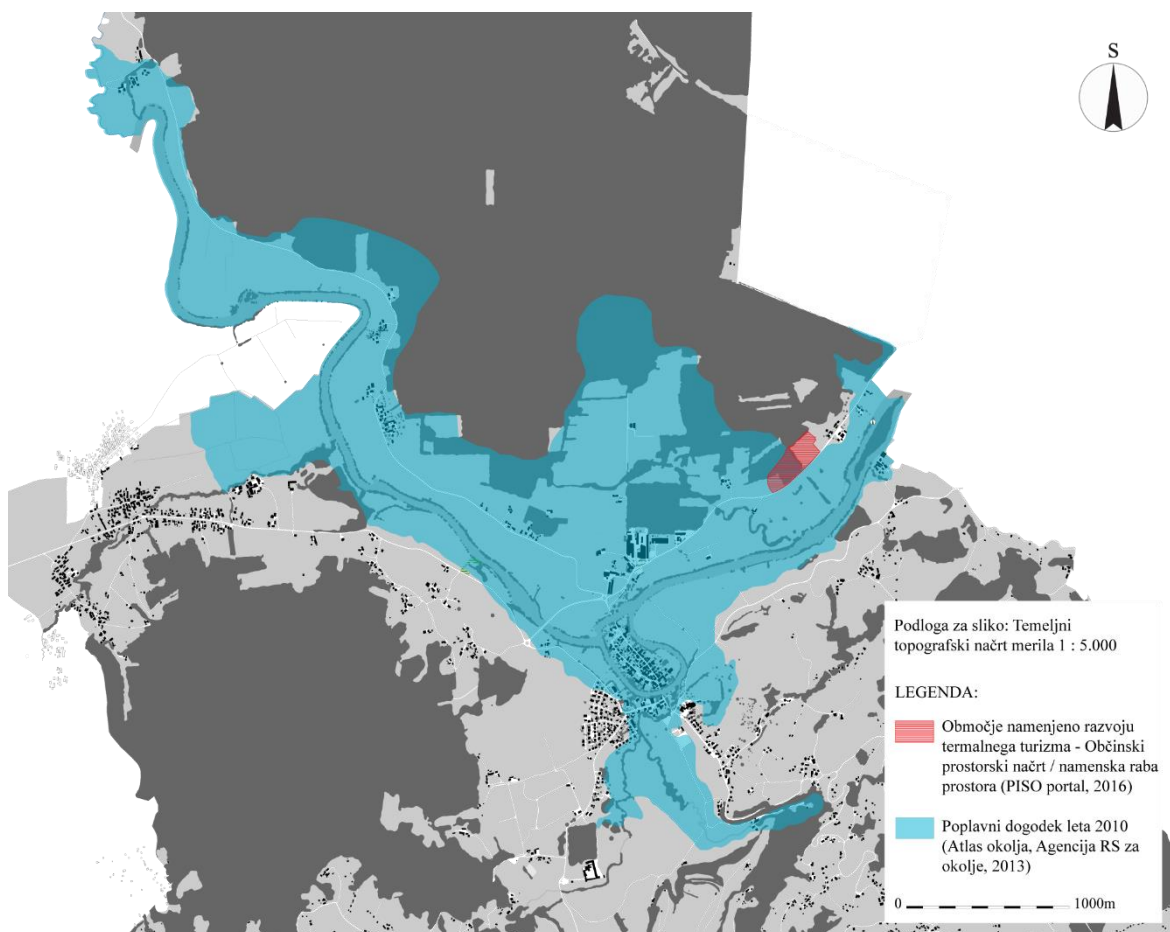 S
Podloga za sliko: Temeljni
topografski načrt merila 1 : 5.000
LEGENDA:
Območje namenjeno razvoju
termalnega turizma - Občinski
prostorski načrt / namenska raba
prostora (PISO portal, 2016)
Poplavni dogodek leta 2010
(Atlas okolja, Agencija RS za
okolje, 2013)
0 1000m